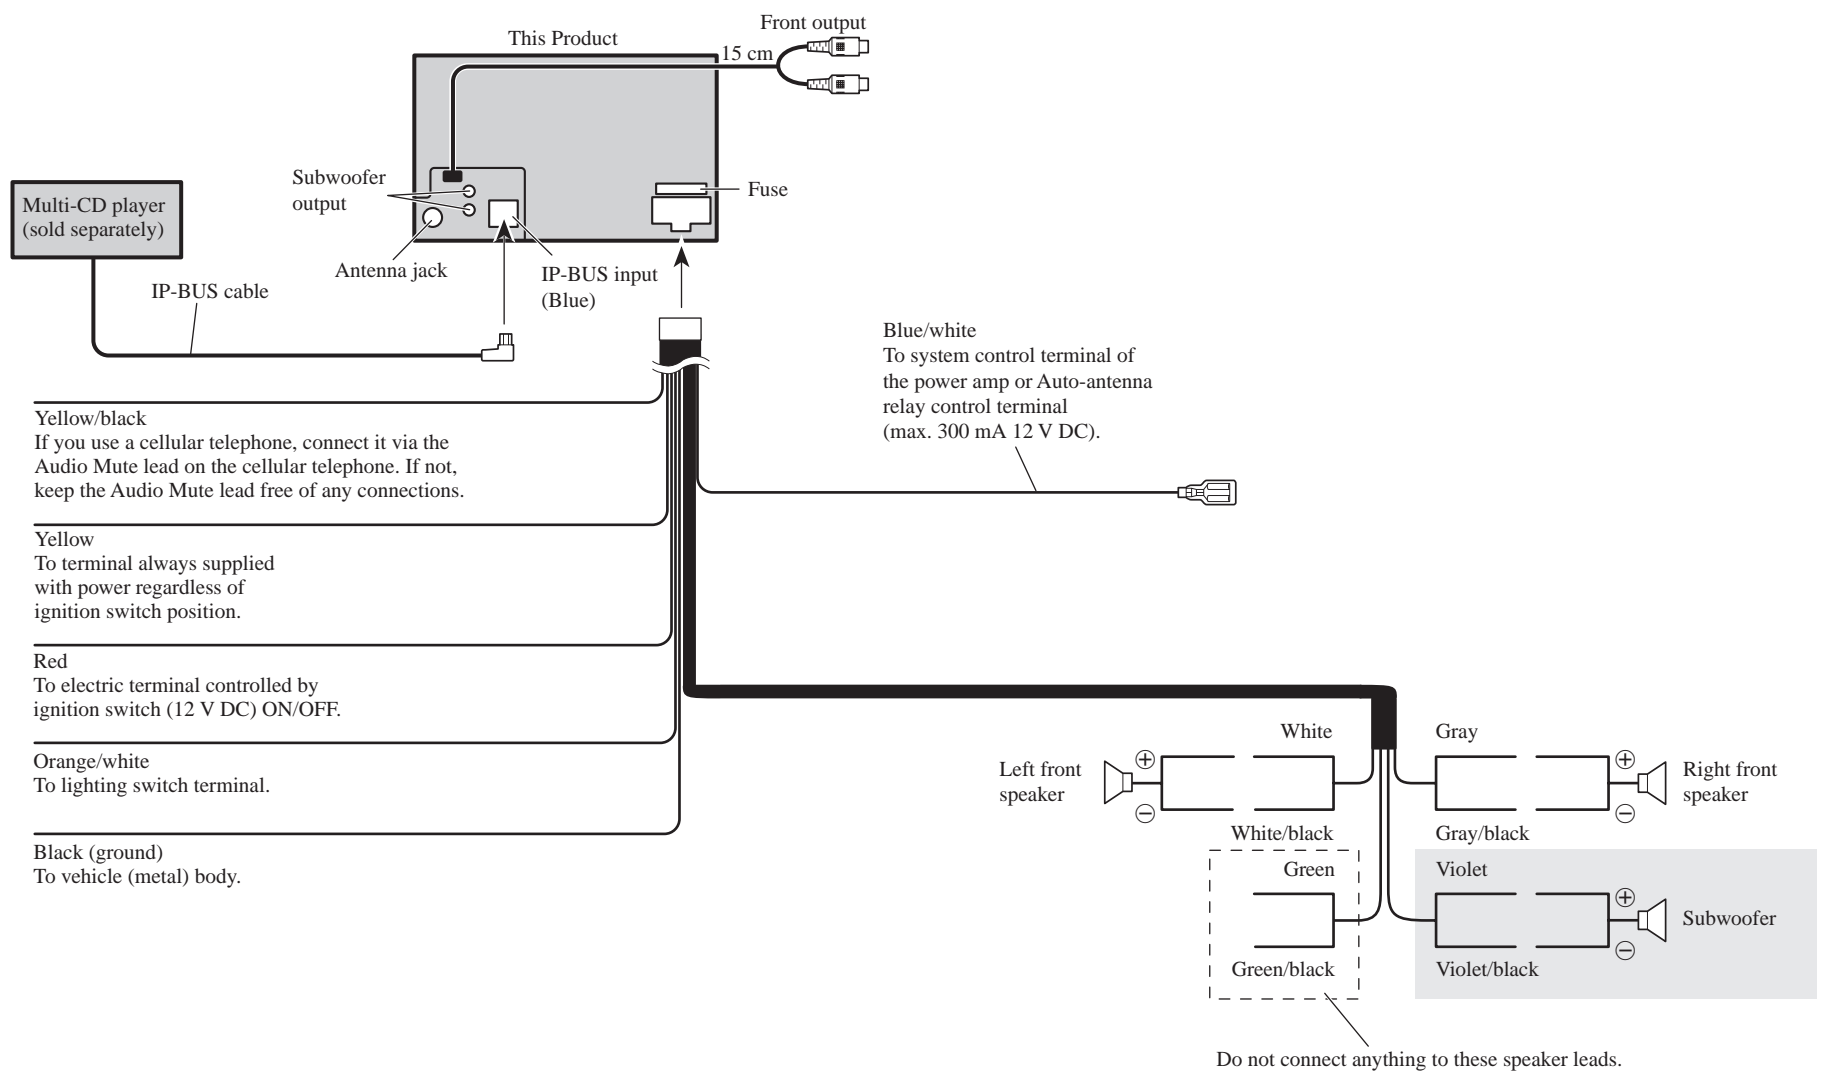 Front output
This Product
15 cm
Subwoofer
output
Fuse
Multi-CD player
(sold separately)
Antenna jack
IP-BUS input
(Blue)
IP-BUS cable
Blue/white
To system control terminal of
the power amp or Auto-antenna
relay control terminal
(max. 300 mA 12 V DC).
Yellow/black
If you use a cellular telephone, connect it via the
Audio Mute lead on the cellular telephone. If not,
keep the Audio Mute lead free of any connections.
Yellow
To terminal always supplied
with power regardless of
ignition switch position.
Red
To electric terminal controlled by
ignition switch (12 V DC) ON/OFF.
Orange/white
To lighting switch terminal.
Black (ground)
To vehicle (metal) body.
White
Gray
Left front
speaker
+
−
+
−
Right front
speaker
White/black
Gray/black
Green
Violet
+
−
Subwoofer
Green/black
Violet/black
Do not connect anything to these speaker leads.